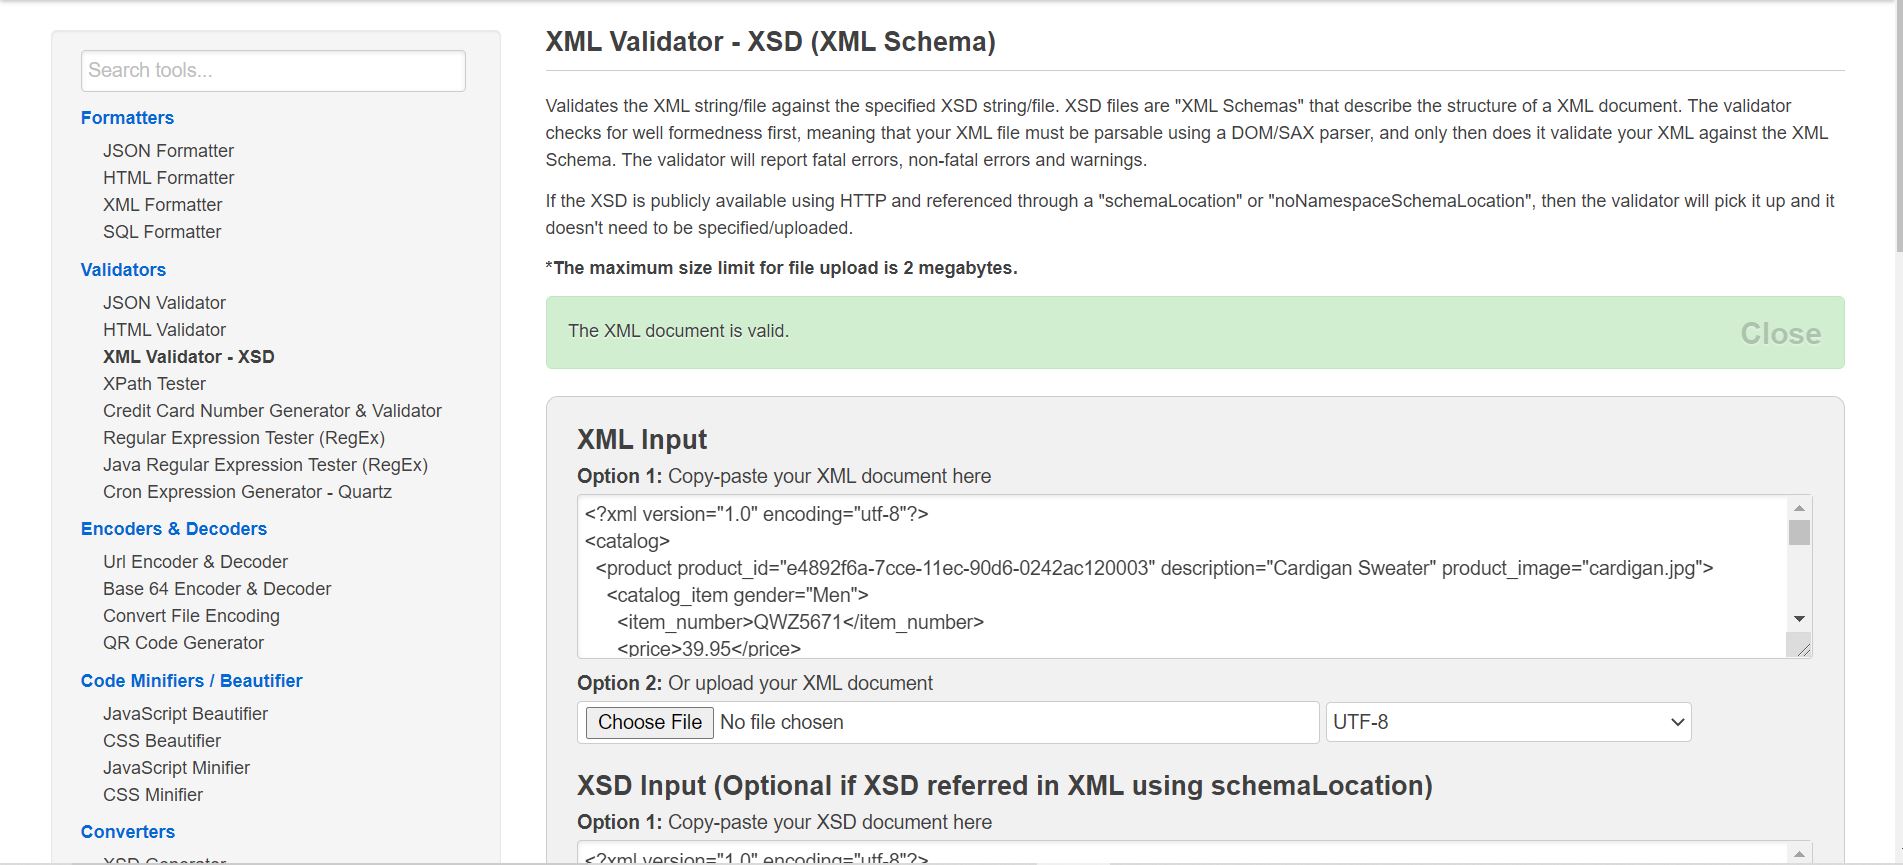 Search tools...
Formatters
JSON Formatter
HTML Formatter
XML Formatter
SQL Formatter
Validators
JSON Validator
HTML Validator
XML Validator - XSD
XPath Tester
Credit Card Number Generator & Validator
Regular Expression Tester (RegEx)
Java Regular Expression Tester (RegEx)
Cron Expression Generator - Quartz
Encoders & Decoders
Url Encoder & Decoder
Base 64 Encoder & Decoder
Convert File Encoding
QR Code Generator
Code Minifiers / Beautifier
JavaScript Beautifier
CSS Beautifier
JavaScript Minifier
CSS Minifier
Converters
XSD Generator
XML Validator - XSD (XML Schema)
Validates the XML string/file against the specified XSD string/file. XSD files are "XML Schemas" that describe the structure of a XML document. The validator
checks for well formedness first, meaning that your XML file must be parsable using a DOM/SAX parser, and only then does it validate your XML against the XML
Schema. The validator will report fatal errors, non-fatal errors and warnings.
If the XSD is publicly available using HTTP and referenced through a "schemaLocation" or "noNamespaceSchemaLocation", then the validator will pick it up and it
doesn't need to be specified/uploaded.
*The maximum size limit for file upload is 2 megabytes.
The XML document is valid.
Close
XML Input
Option 1: Copy-paste your XML document here
<?xml version="1.0" encoding="utf-8"?>
<catalog>
<product product_id="e4892f6a-7cce-11ec-90d6-0242ac120003" description="Cardigan Sweater" product_image="cardigan.jpg">
<catalog_item gender="Men">
<item_number>QWZ5671</item_number>
<price>39.95</price>
Option 2: Or upload your XML document
Choose File No file chosen
UTF-8
XSD Input (Optional if XSD referred in XML using schemaLocation)
Option 1: Copy-paste your XSD document here
<?xml version="1.0" encoding="utf-8"?>